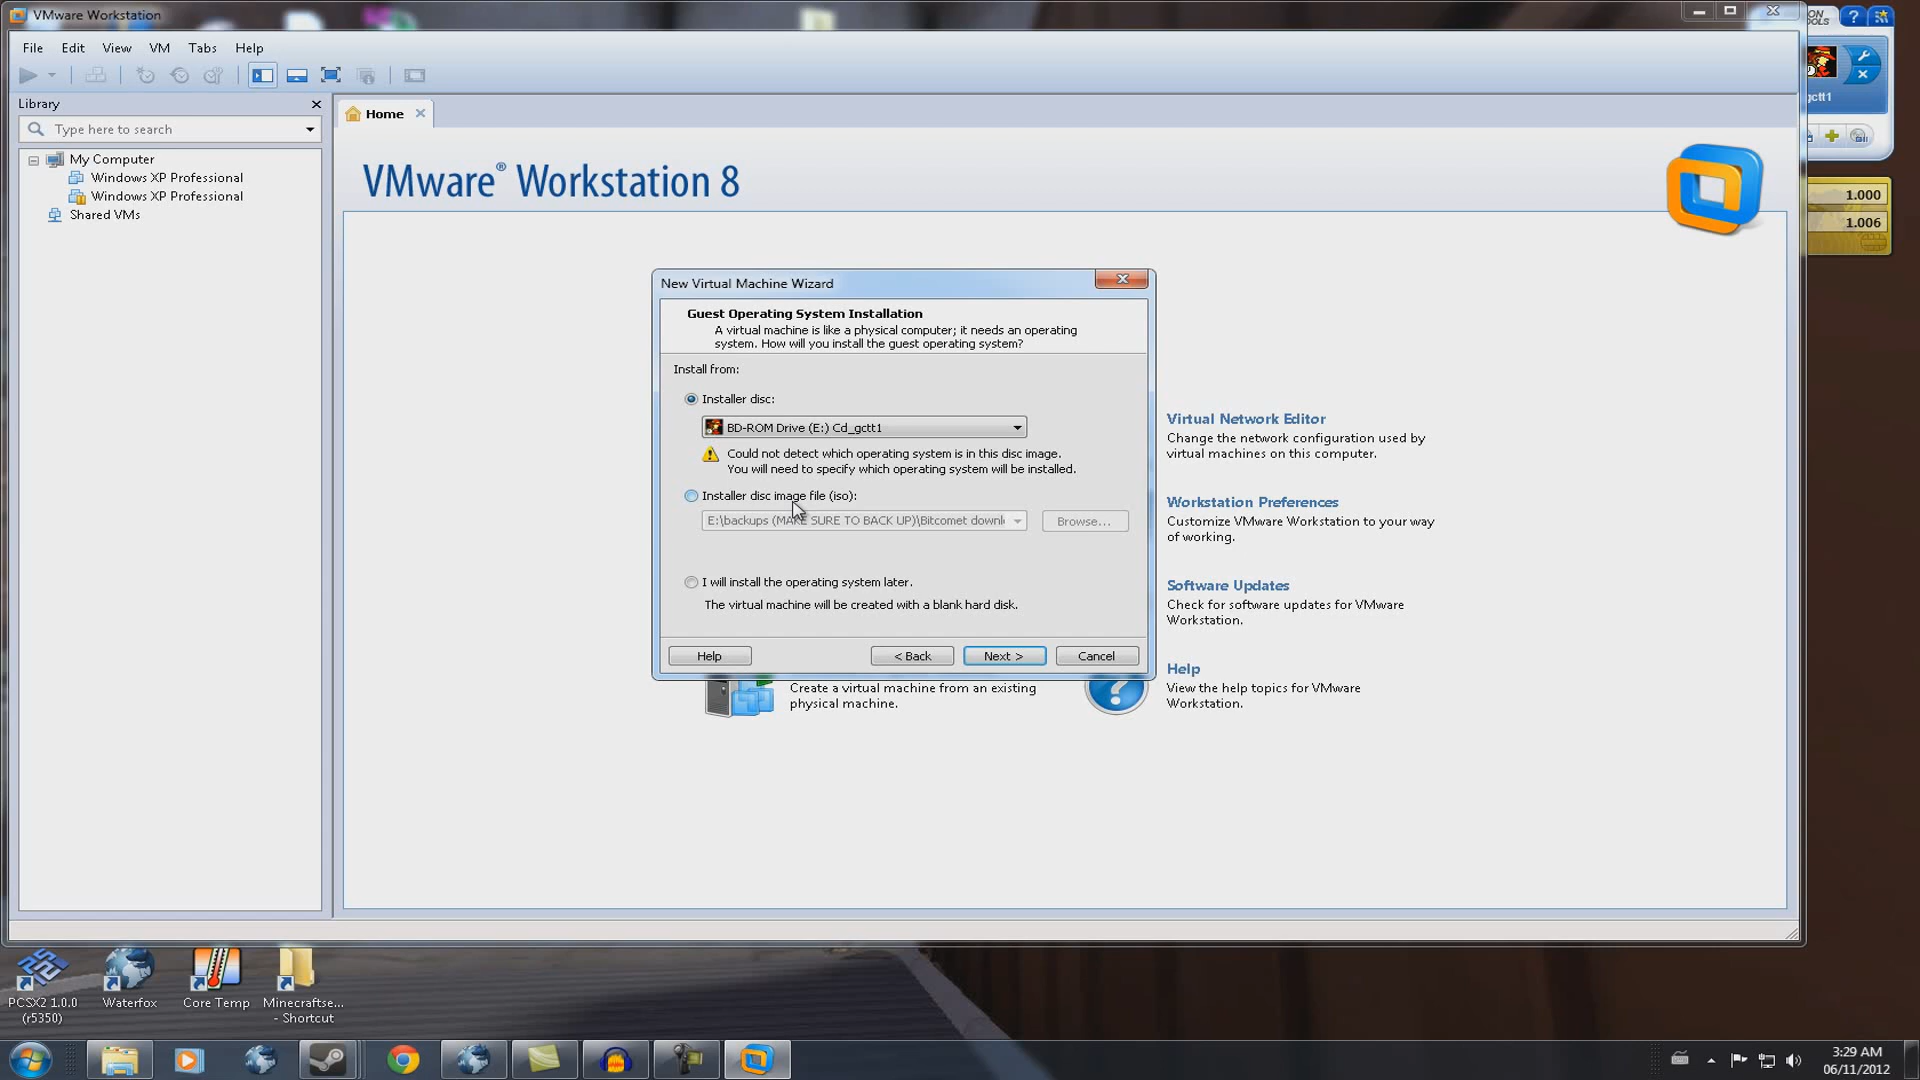 VMware Workstation
File Edit View VM Tabs Help
Library
Type here to search
My Computer
Windows XP Professional
Windows XP Professional
Shared VMs
Home
VMware® Workstation 8
New Virtual Machine Wizard
Guest Operating System Installation
A virtual machine is like a physical computer; it needs an operating
system. How will you install the guest operating system?
Install from:
Installer disc:
BD-ROM Drive (E:) Cd_gctt1
Could not detect which operating system is in this disc image.
You will need to specify which operating system will be installed.
Installer disc image file (iso):
E:\backups (MAKE SURE TO BACK UP)\Bitcomet downl
Browse...
I will install the operating system later.
The virtual machine will be created with a blank hard disk.
Help < Back Next > Cancel
Create a virtual machine from an existing
physical machine.
Virtual Network Editor
Change the network configuration used by
virtual machines on this computer.
Workstation Preferences
Customize VMware Workstation to your way
of working.
Software Updates
Check for software updates for VMware
Workstation.
Help
View the help topics for VMware
Workstation.
gctt1
1.000
1.006
PCSX2 1.0.0
(r5350)
Waterfox
Core Temp
Minecraftse...
- Shortcut
3:29 AM
06/11/2012